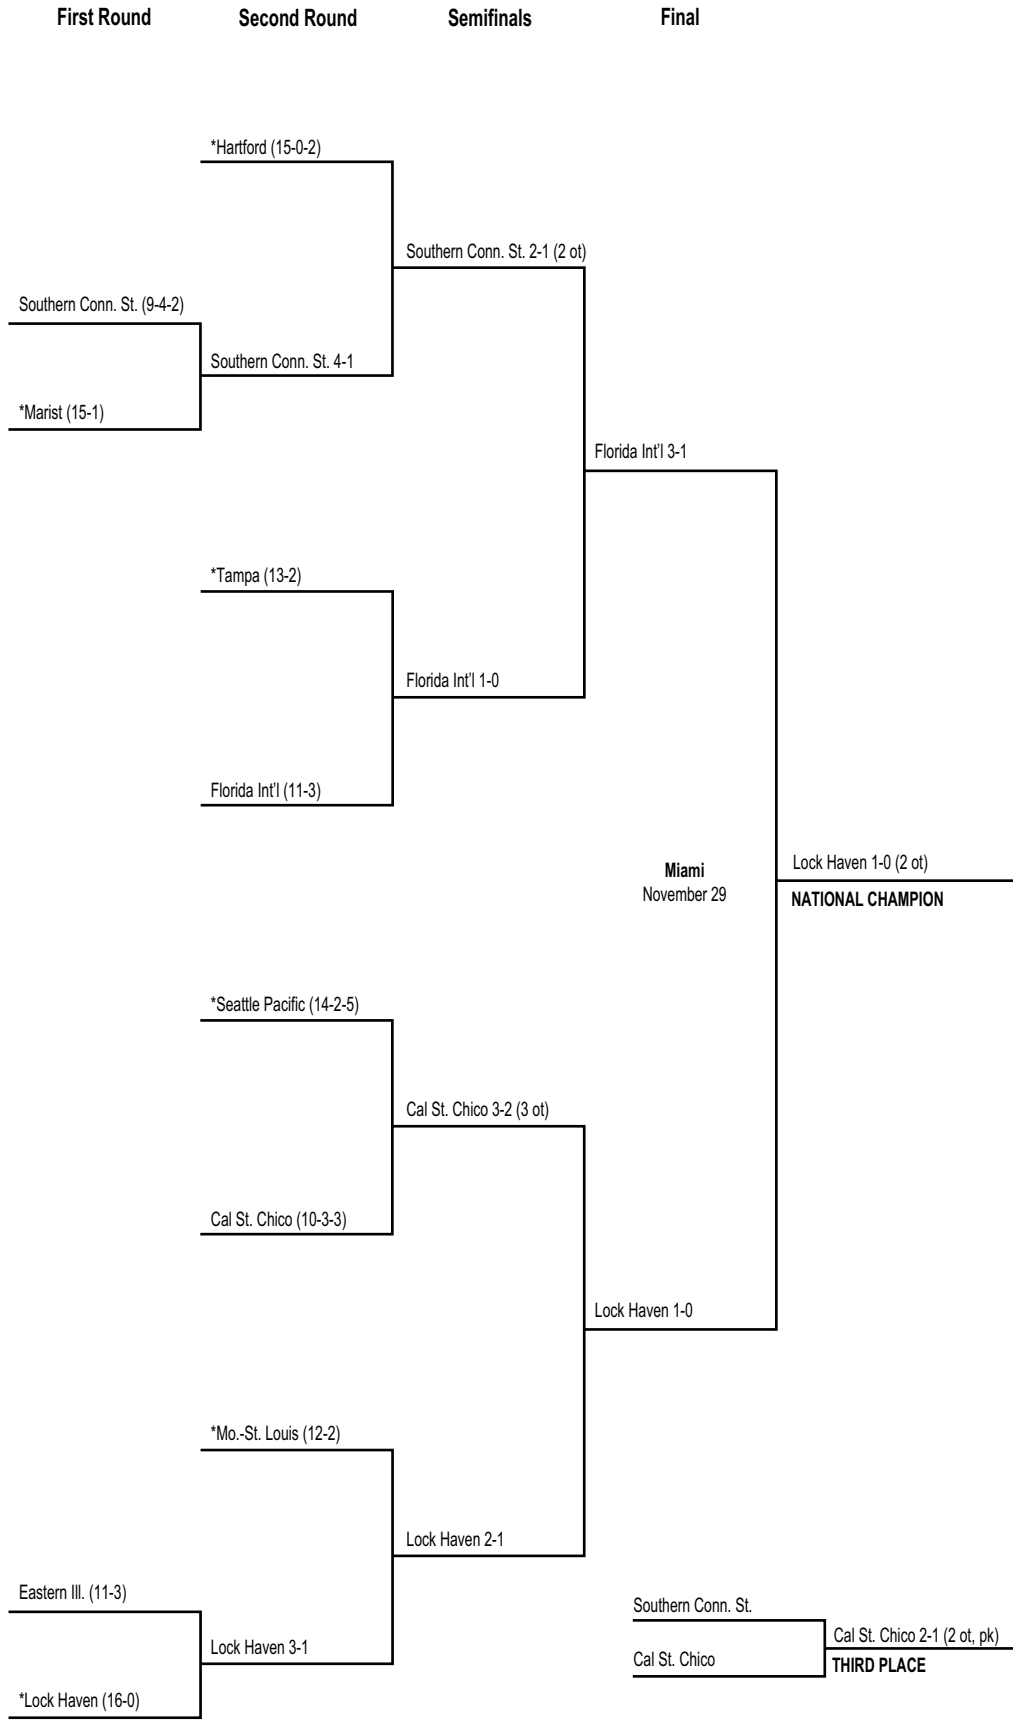 First Round Second Round Semifinals Final
*Hartford (15-0-2)
Southern Conn. St. 2-1 (2 ot)
Southern Conn. St. (9-4-2)
Southern Conn. St. 4-1
*Marist (15-1)
Florida Int'l 3-1
*Tampa (13-2)
Florida Int'l 1-0
Florida Int'l (11-3)
Miami
November 29
Lock Haven 1-0 (2 ot)
NATIONAL CHAMPION
*Seattle Pacific (14-2-5)
Cal St. Chico 3-2 (3 ot)
Cal St. Chico (10-3-3)
Lock Haven 1-0
*Mo.-St. Louis (12-2)
Lock Haven 2-1
Eastern Ill. (11-3)
Lock Haven 3-1
*Lock Haven (16-0)
Southern Conn. St.
Cal St. Chico
Cal St. Chico 2-1 (2 ot, pk)
THIRD PLACE